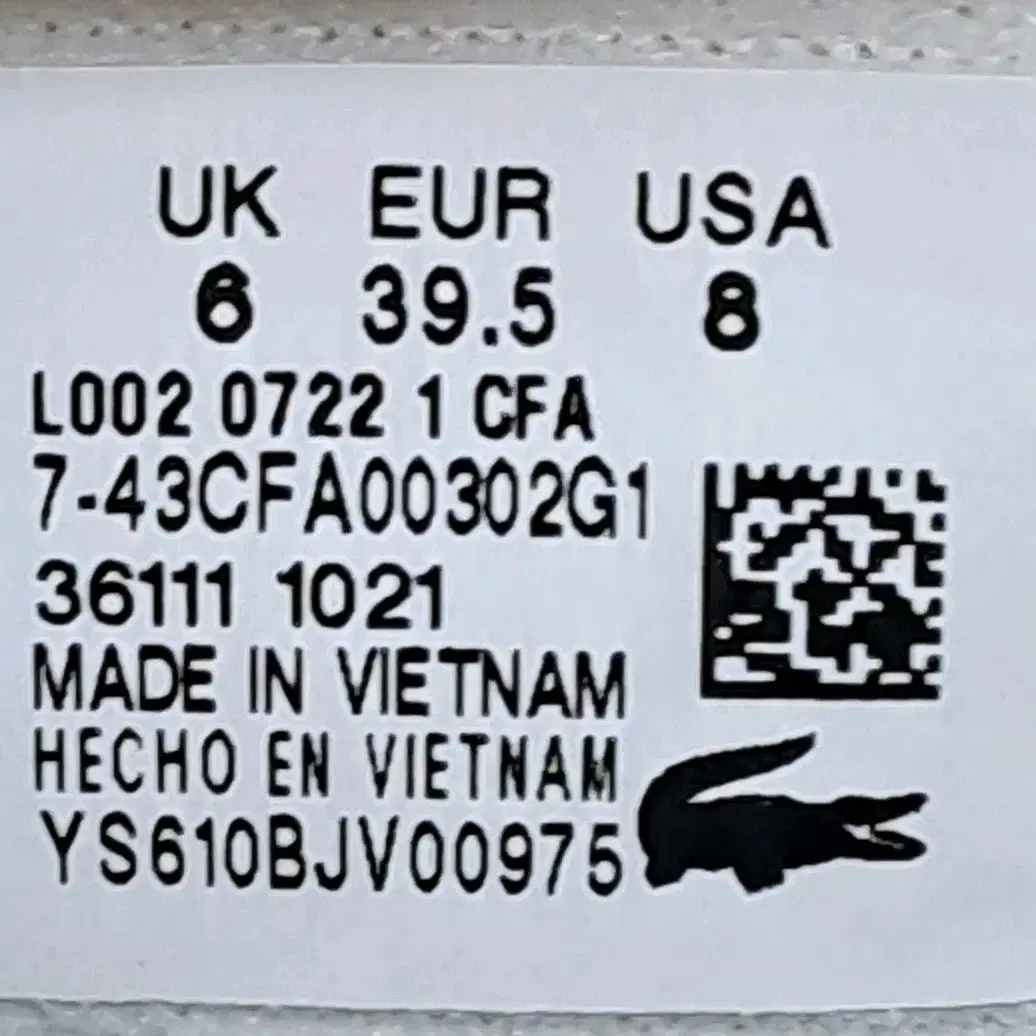 UK EUR USA
6 39.5 8
L002 0722 1 CFA
7-43CFA00302G1
36111 1021
MADE IN VIETNAM
HECHO EN VIETNAM
YS610BJV00975